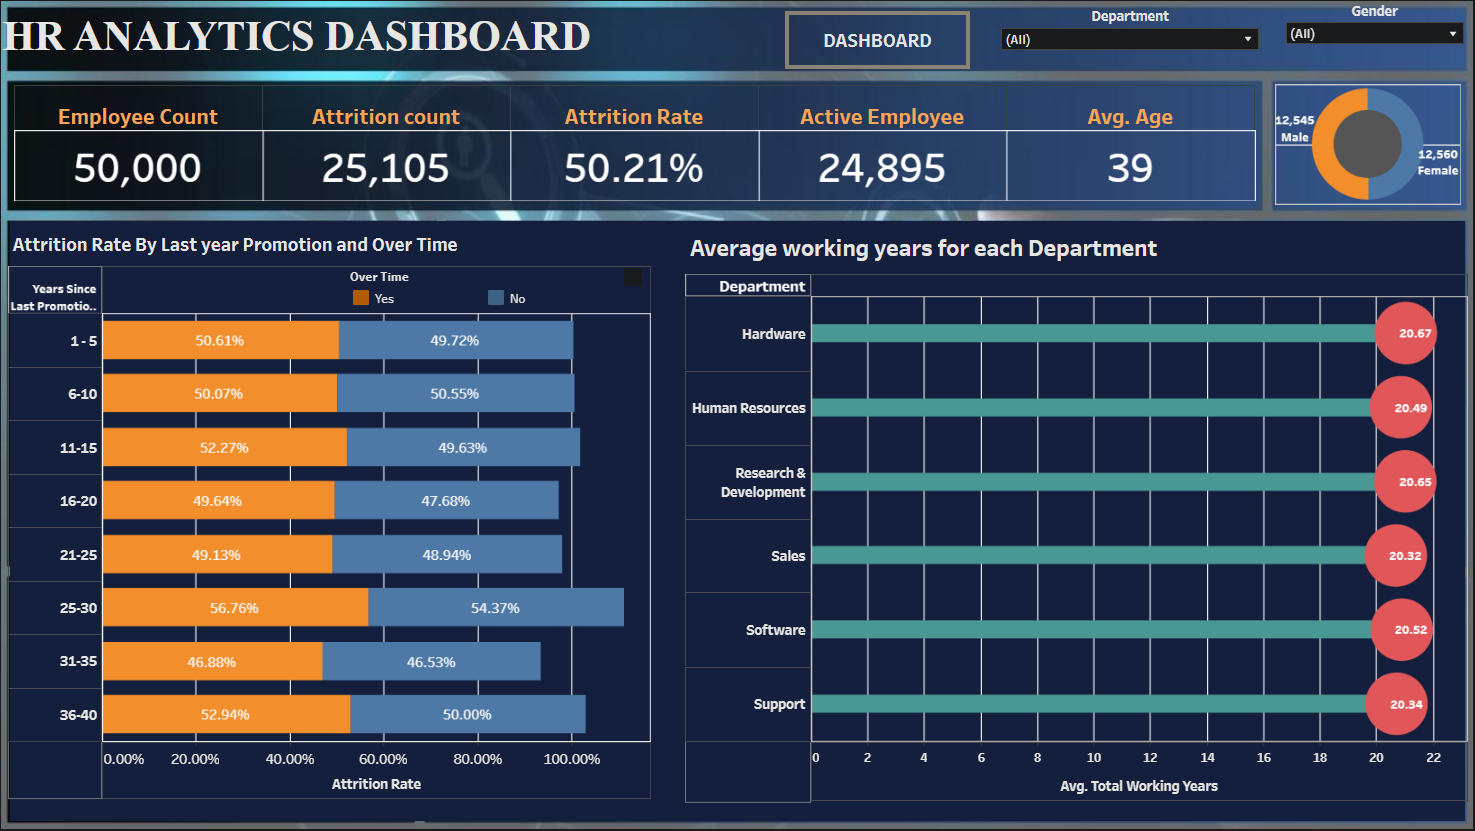 HR ANALYTICS DASHBOARD
DASHBOARD
Department
(All)
Gender
(All)
Employee Count
Attrition count
Attrition Rate
Active Employee
Avg. Age
50,000
25,105
50.21%
24,895
39
12,545
Male
12,560
Female
Attrition Rate By Last year Promotion and Over Time
Over Time
Yes
No
Years Since
Last Promotio..
1 - 5
50.61%
49.72%
6-10
50.07%
50.55%
11-15
52.27%
49.63%
16-20
49.64%
47.68%
21-25
49.13%
48.94%
25-30
56.76%
54.37%
31-35
46.88%
46.53%
36-40
52.94%
50.00%
0.00%
20.00%
40.00%
60.00%
80.00%
100.00%
Attrition Rate
Average working years for each Department
Department
Hardware
20.67
Human Resources
20.49
Research &
Development
20.65
Sales
20.32
Software
20.52
Support
20.34
0
2
4
6
8
10
12
14
16
18
20
22
Avg. Total Working Years